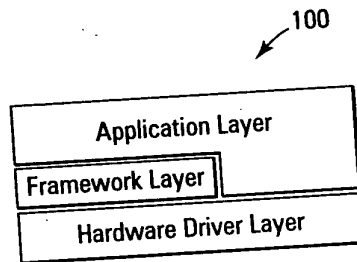 100
Application Layer
Framework Layer
Hardware Driver Layer